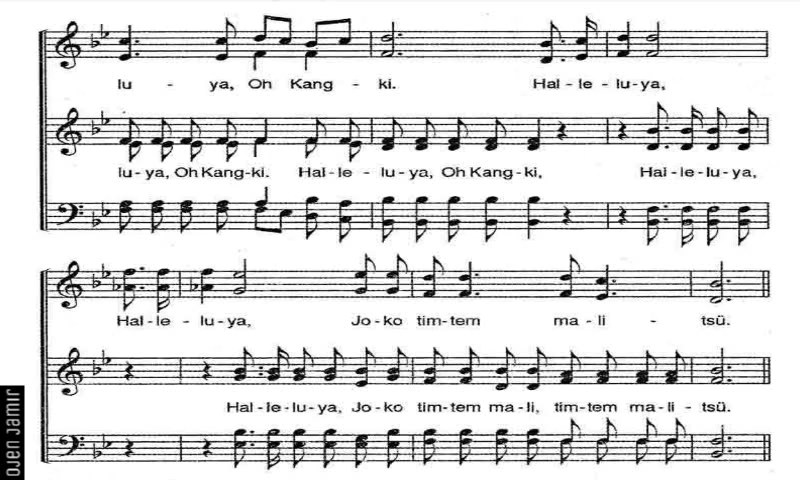 lu - ya, Oh Kang - ki. Hal - le - lu - ya,
lu - ya, Oh Kang - ki. Hal - le - lu - ya, Oh Kang - ki, Hal - le - lu - ya,
Hal - le - lu - ya, Jo - ko tim - tem ma - li - tsü.
Hal - le - lu - ya, Jo - ko tim - tem ma - li, tim - tem ma - li - tsü.
Ojen Jamir